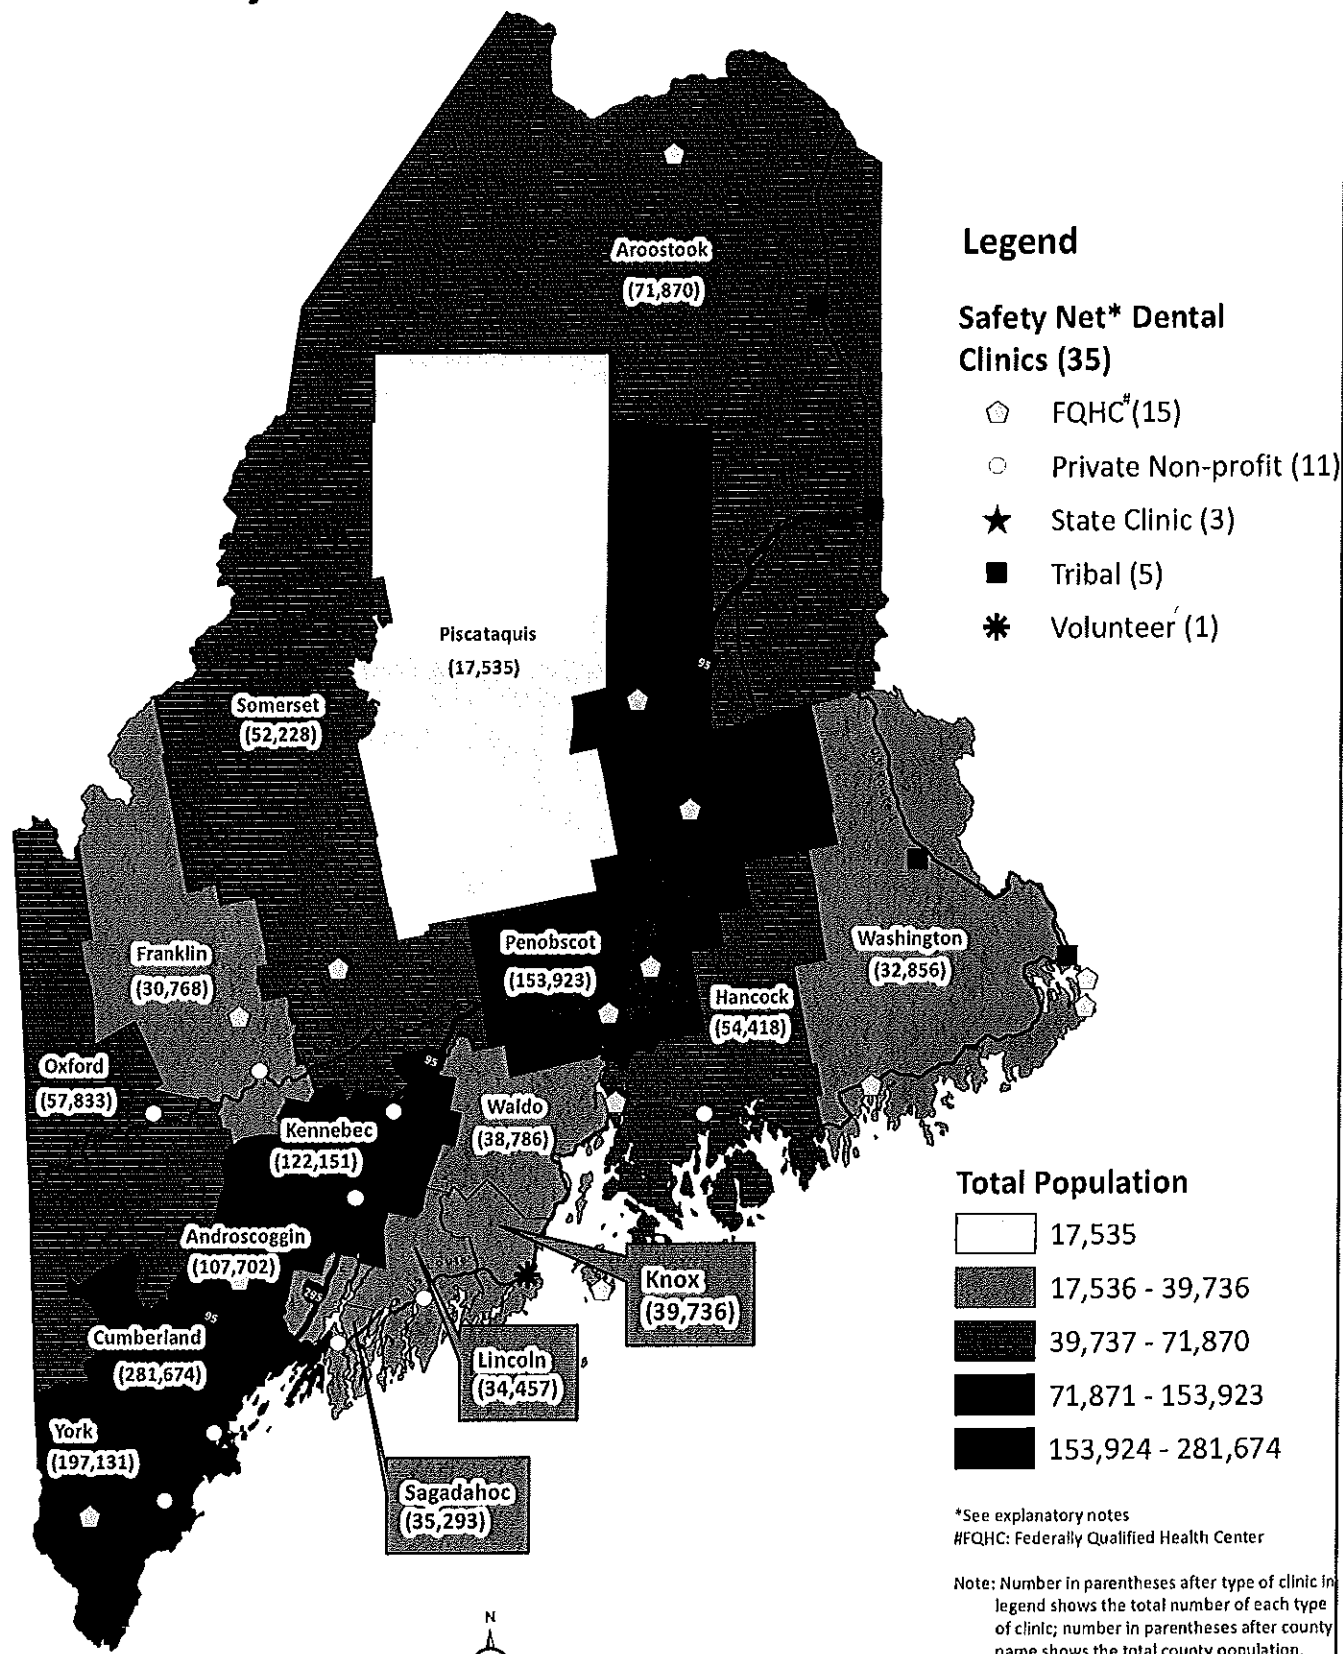 Aroostook
(71,870)
Legend
Safety Net* Dental
Clinics (35)
FQHC# (15)
Private Non-profit (11)
State Clinic (3)
Tribal (5)
Volunteer (1)
Piscataquis
(17,535)
95
Somerset
(52,228)
Franklin
(30,768)
Penobscot
(153,923)
Washington
(32,856)
Hancock
(54,418)
Oxford
(57,833)
95
Waldo
(38,786)
Kennebec
(122,151)
Androscoggin
(107,702)
295
Knox
(39,736)
95
Cumberland
(281,674)
Lincoln
(34,457)
York
(197,131)
Sagadahoc
(35,293)
Total Population
17,535
17,536 - 39,736
39,737 - 71,870
71,871 - 153,923
153,924 - 281,674
*See explanatory notes
#FQHC: Federally Qualified Health Center
Note: Number in parentheses after type of clinic in
legend shows the total number of each type
of clinic; number in parentheses after county
name shows the total county population.
N